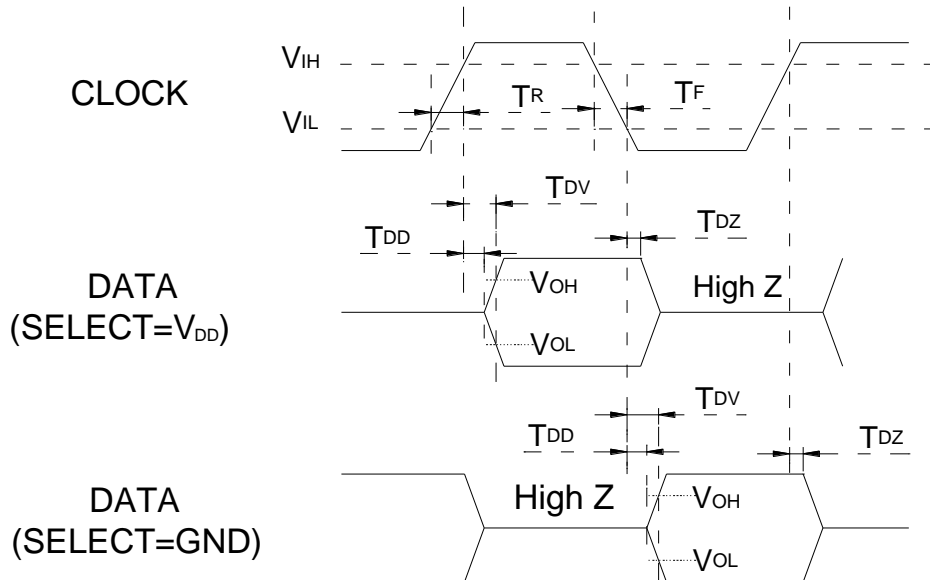 VIH
CLOCK
TR
TF
VIL
TDV
TDD
TDZ
DATA
(SELECT=VDD)
VOH
High Z
VOL
TDV
TDD
TDZ
DATA
(SELECT=GND)
High Z
VOH
VOL